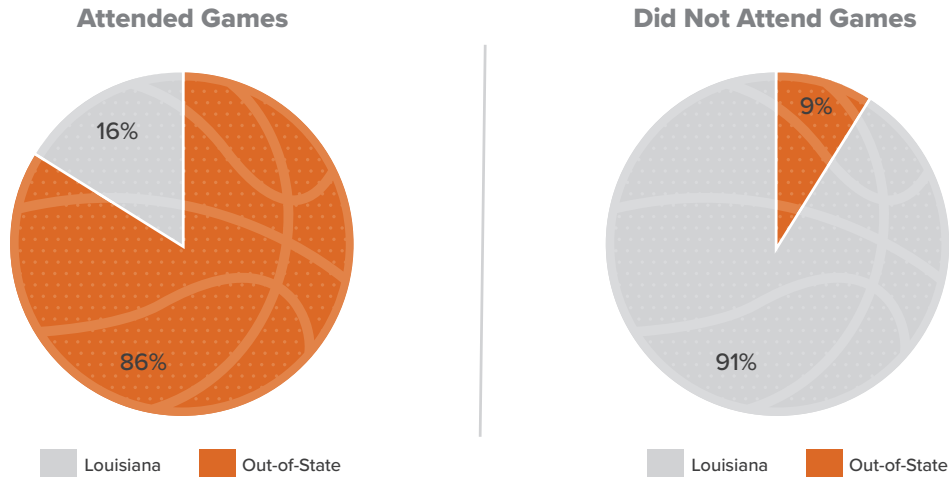 Attended Games
16%
86%
Louisiana
Out-of-State
Did Not Attend Games
9%
91%
Louisiana
Out-of-State